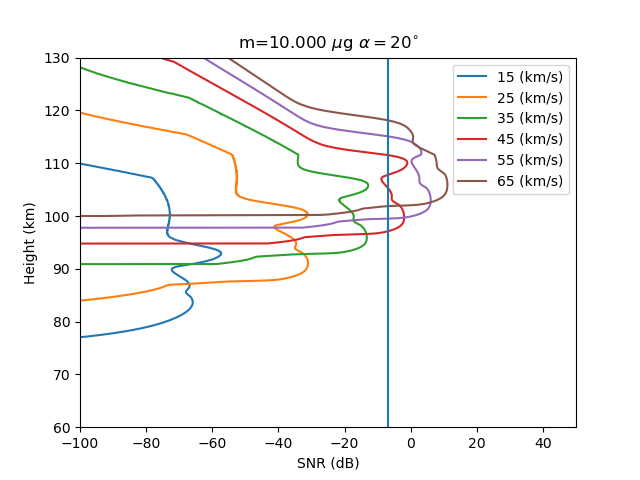 m=10.000 μg α = 20°
Height (km)
130
120
110
100
90
80
70
60
−100 −80 −60 −40 −20 0 20 40
SNR (dB)
15 (km/s)
25 (km/s)
35 (km/s)
45 (km/s)
55 (km/s)
65 (km/s)